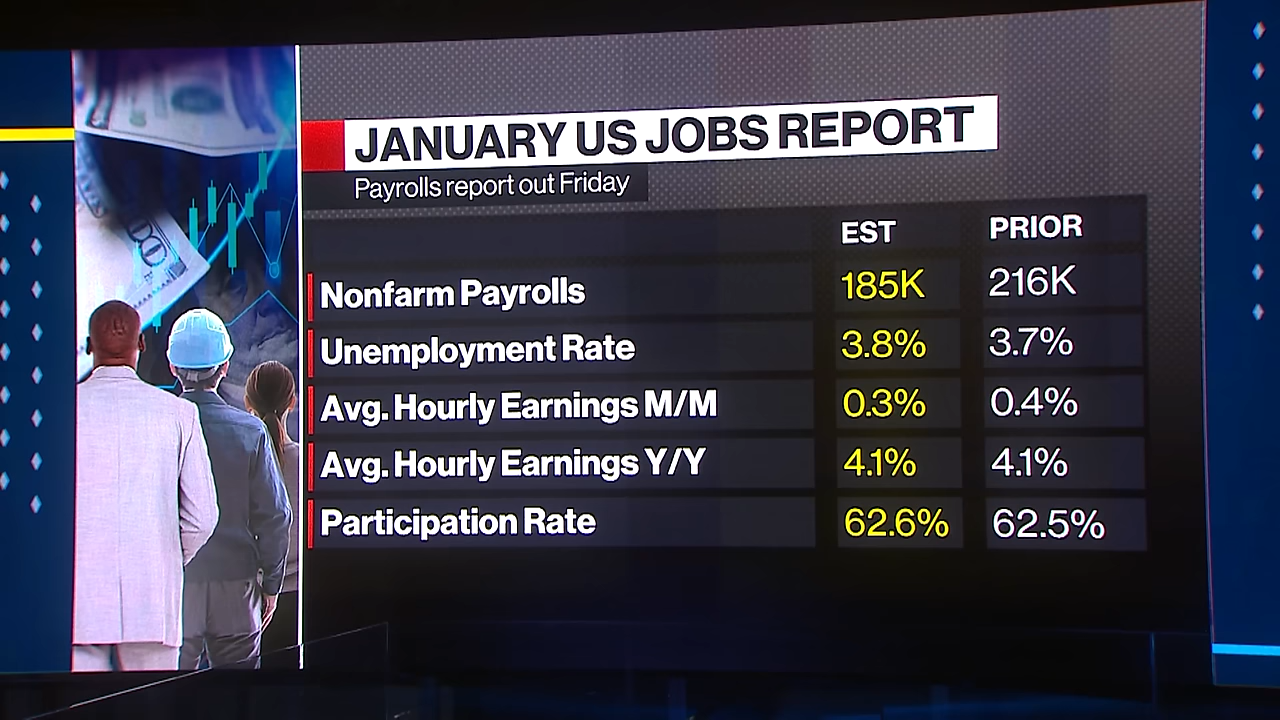 JANUARY US JOBS REPORT
Payrolls report out Friday
EST PRIOR
Nonfarm Payrolls 185K 216K
Unemployment Rate 3.8% 3.7%
Avg. Hourly Earnings M/M 0.3% 0.4%
Avg. Hourly Earnings Y/Y 4.1% 4.1%
Participation Rate 62.6% 62.5%